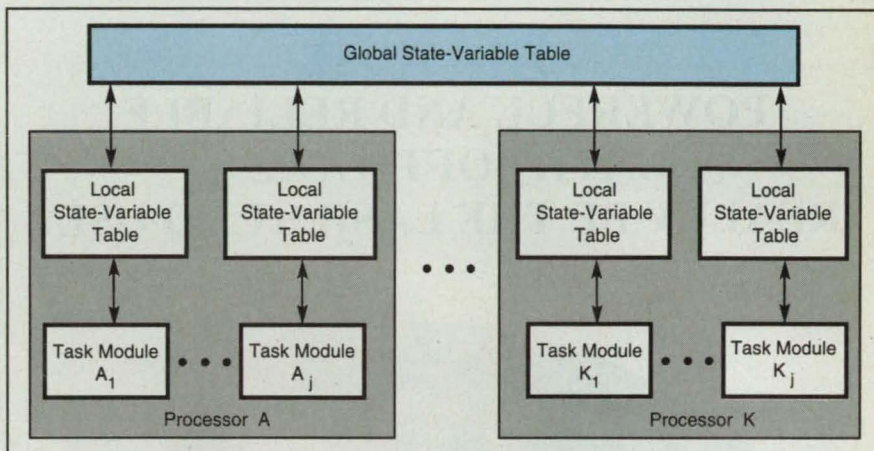 Global State-Variable Table
Local
State-Variable
Table
Local
State-Variable
Table
Local
State-Variable
Table
Local
State-Variable
Table
• • •
Task Module
A1
• • •
Task Module
Aj
Task Module
K1
• • •
Task Module
Kj
Processor A
Processor K